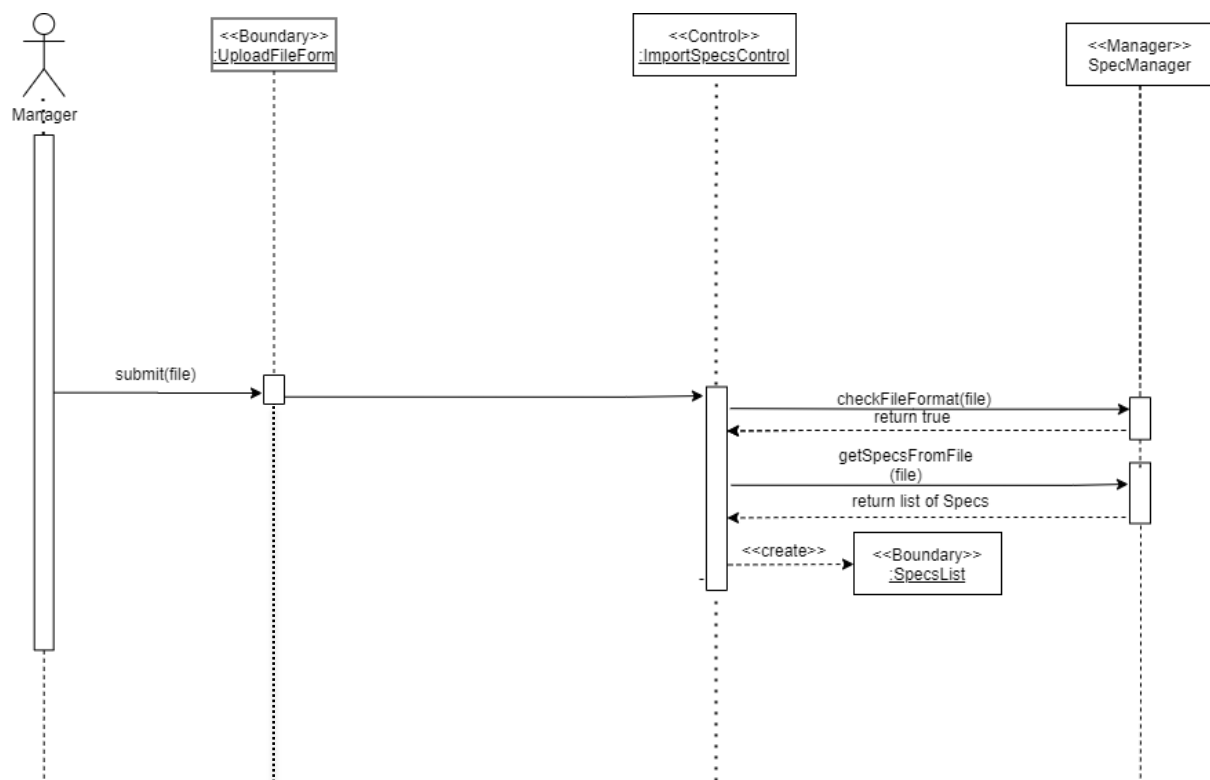 Manager
<<Boundary>>
:UploadFileForm
<<Control>>
:ImportSpecsControl
<<Manager>>
SpecManager
submit(file)
checkFileFormat(file)
return true
getSpecsFromFile
(file)
return list of Specs
<<create>>
<<Boundary>>
:SpecsList